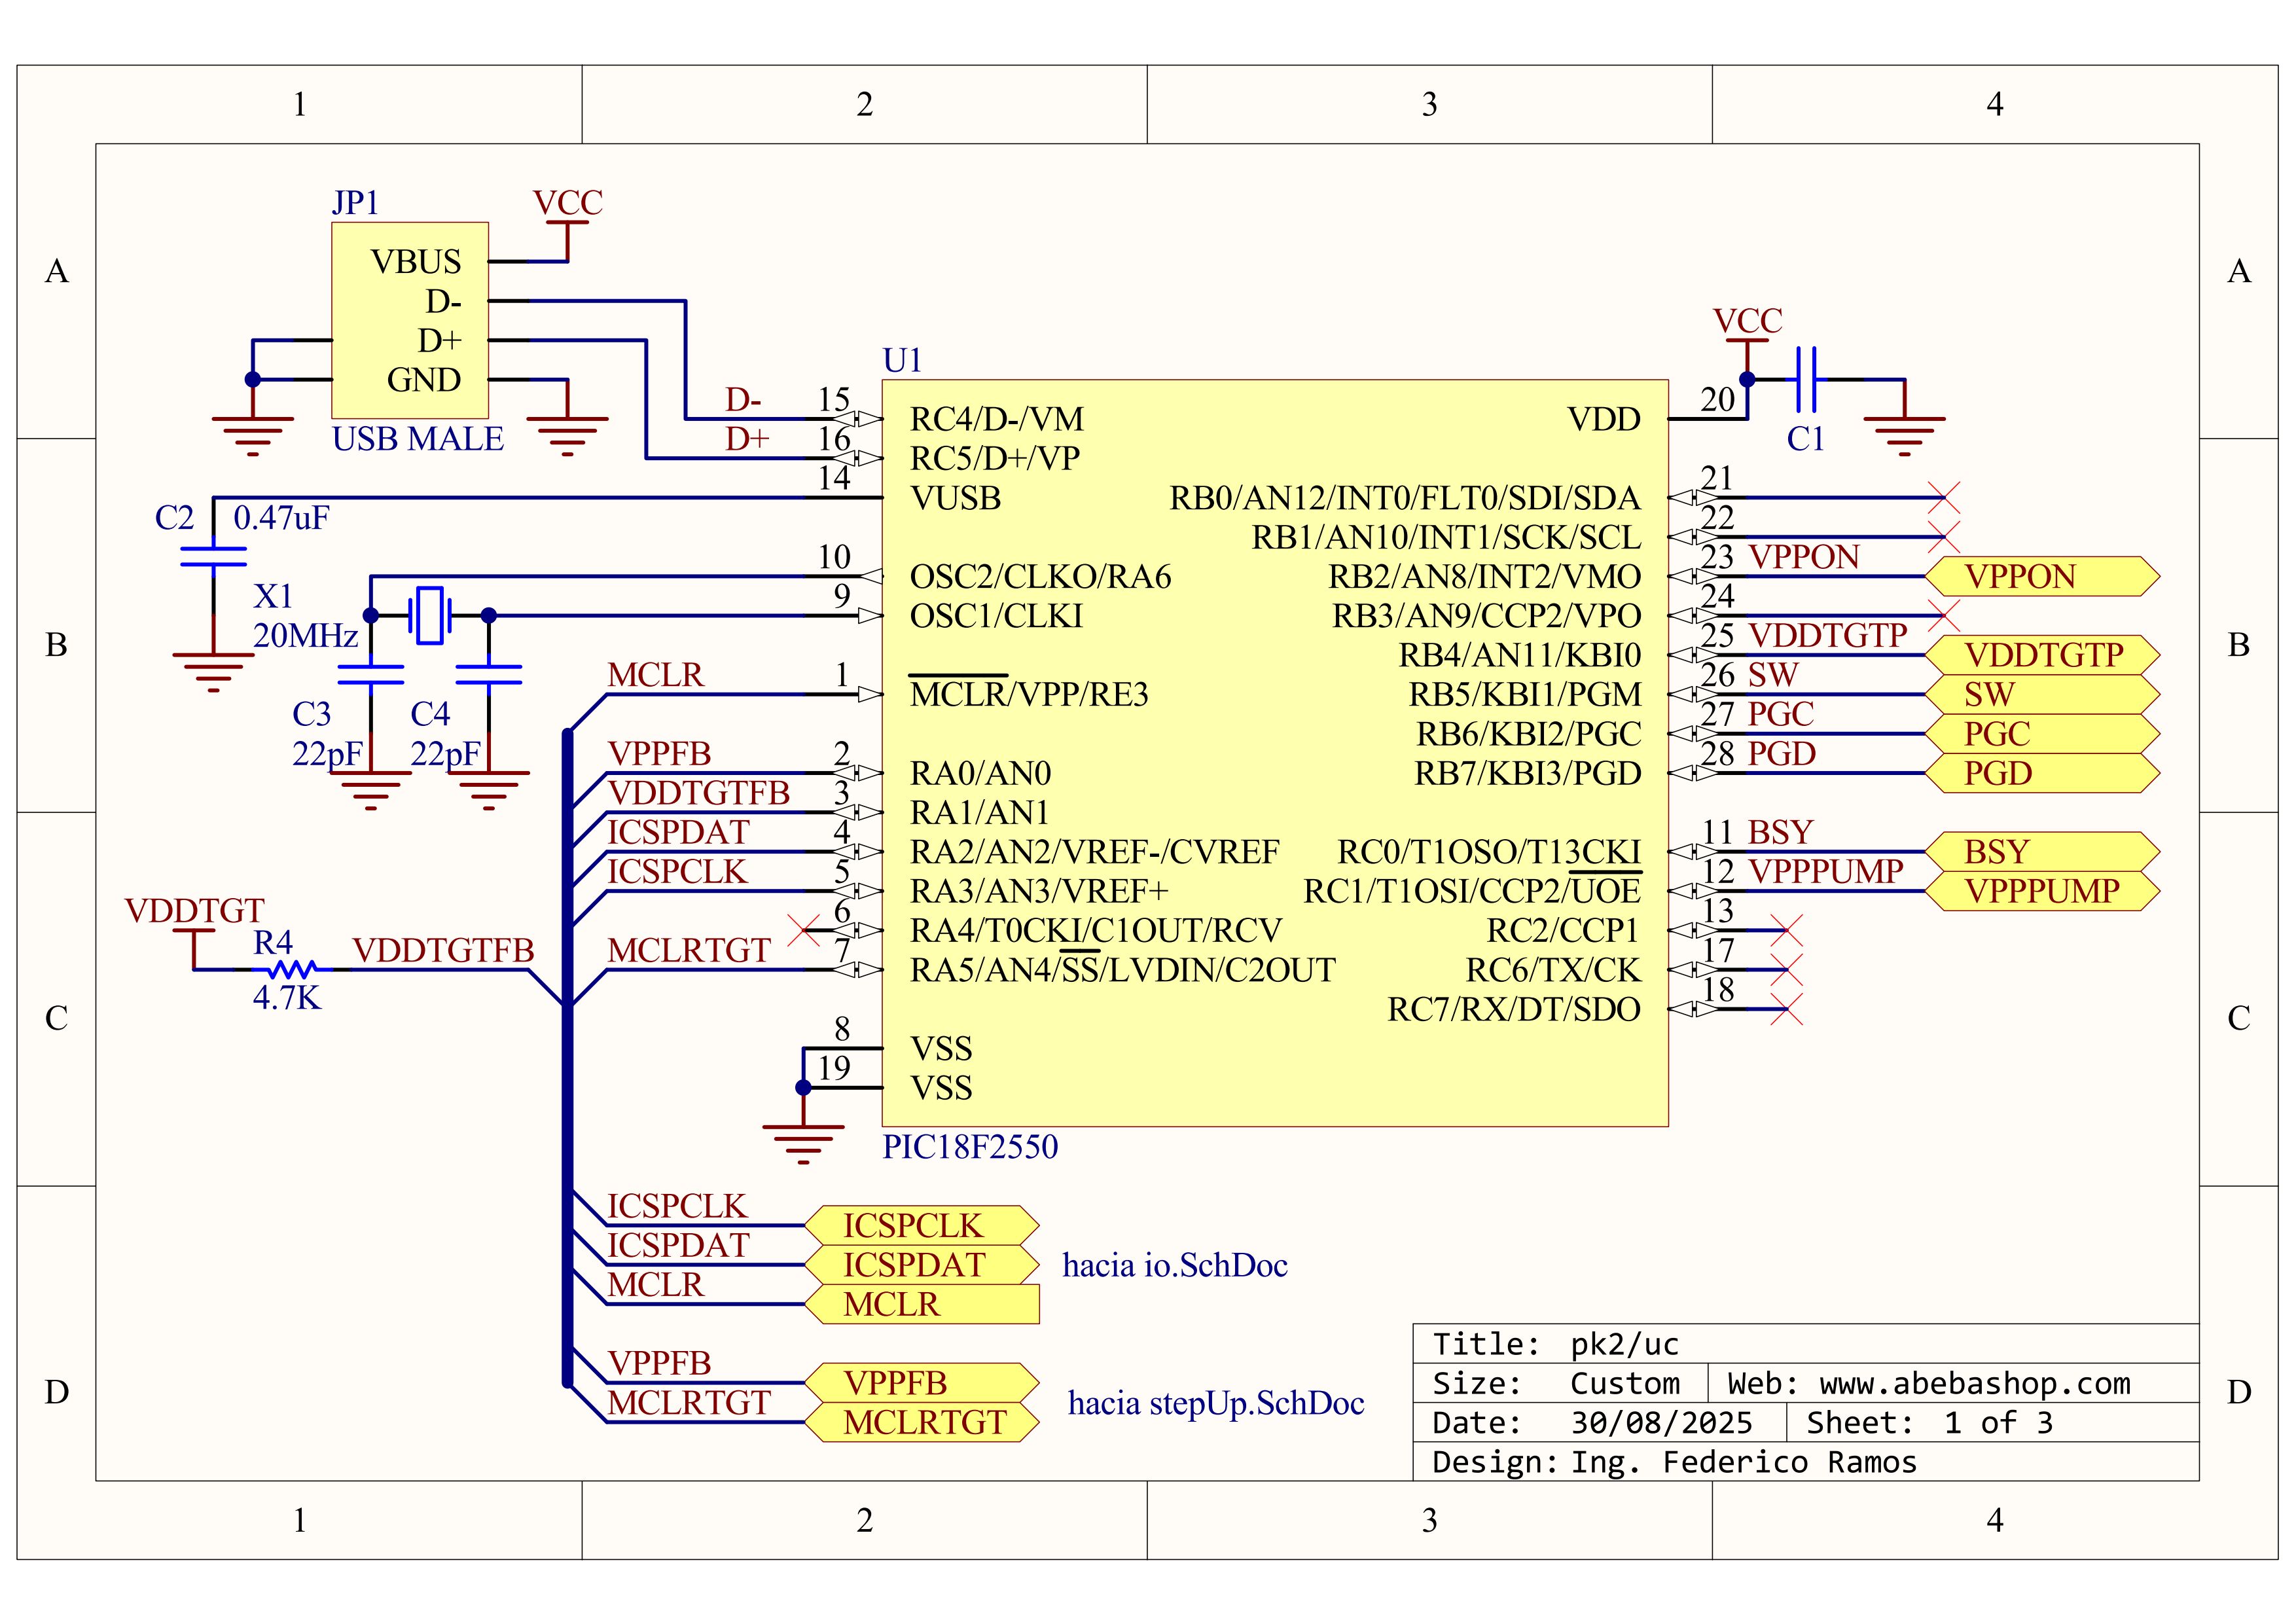 1 2 3 4
A A
B B
C C
D D
1 2 3 4
JP1
VCC
VBUS
D-
D+
GND
USB MALE
D-
D+
C2 0.47uF
X1
20MHz
C3
22pF
C4
22pF
MCLR
VPPFB
VDDTGTFB
ICSPDAT
ICSPCLK
VDDTGT
R4
4.7K
VDDTGTFB
MCLRTGT
U1
15 RC4/D-/VM
16 RC5/D+/VP
14 VUSB
10 OSC2/CLKO/RA6
9 OSC1/CLKI
1 MCLR/VPP/RE3
2 RA0/AN0
3 RA1/AN1
4 RA2/AN2/VREF-/CVREF
5 RA3/AN3/VREF+
6 RA4/T0CKI/C1OUT/RCV
7 RA5/AN4/SS/LVDIN/C2OUT
8 VSS
19 VSS
PIC18F2550
VCC
C1
VDD 20
RB0/AN12/INT0/FLT0/SDI/SDA 21
RB1/AN10/INT1/SCK/SCL 22
RB2/AN8/INT2/VMO 23 VPPON VPPON
RB3/AN9/CCP2/VPO 24
RB4/AN11/KBI0 25 VDDTGTP VDDTGTP
RB5/KBI1/PGM 26 SW SW
RB6/KBI2/PGC 27 PGC PGC
RB7/KBI3/PGD 28 PGD PGD
RC0/T1OSO/T13CKI 11 BSY BSY
RC1/T1OSI/CCP2/UOE 12 VPPPUMP VPPPUMP
RC2/CCP1 13
RC6/TX/CK 17
RC7/RX/DT/SDO 18
ICSPCLK ICSPCLK
ICSPDAT ICSPDAT hacia io.SchDoc
MCLR MCLR
VPPFB VPPFB
MCLRTGT MCLRTGT hacia stepUp.SchDoc
Title: pk2/uc
Size: Custom Web: www.abebashop.com
Date: 30/08/2025 Sheet: 1 of 3
Design: Ing. Federico Ramos